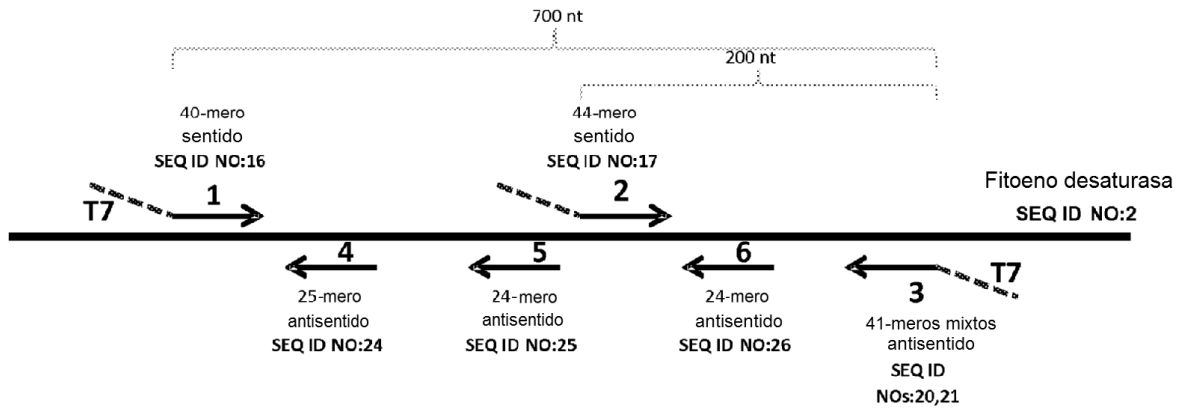 700 nt
200 nt
40-mero
sentido
SEQ ID NO:16
44-mero
sentido
SEQ ID NO:17
Fitoeno desaturasa
SEQ ID NO:2
T7
1
2
4
5
6
3
T7
25-mero
antisentido
SEQ ID NO:24
24-mero
antisentido
SEQ ID NO:25
24-mero
antisentido
SEQ ID NO:26
41-meros mixtos
antisentido
SEQ ID
NOs:20,21